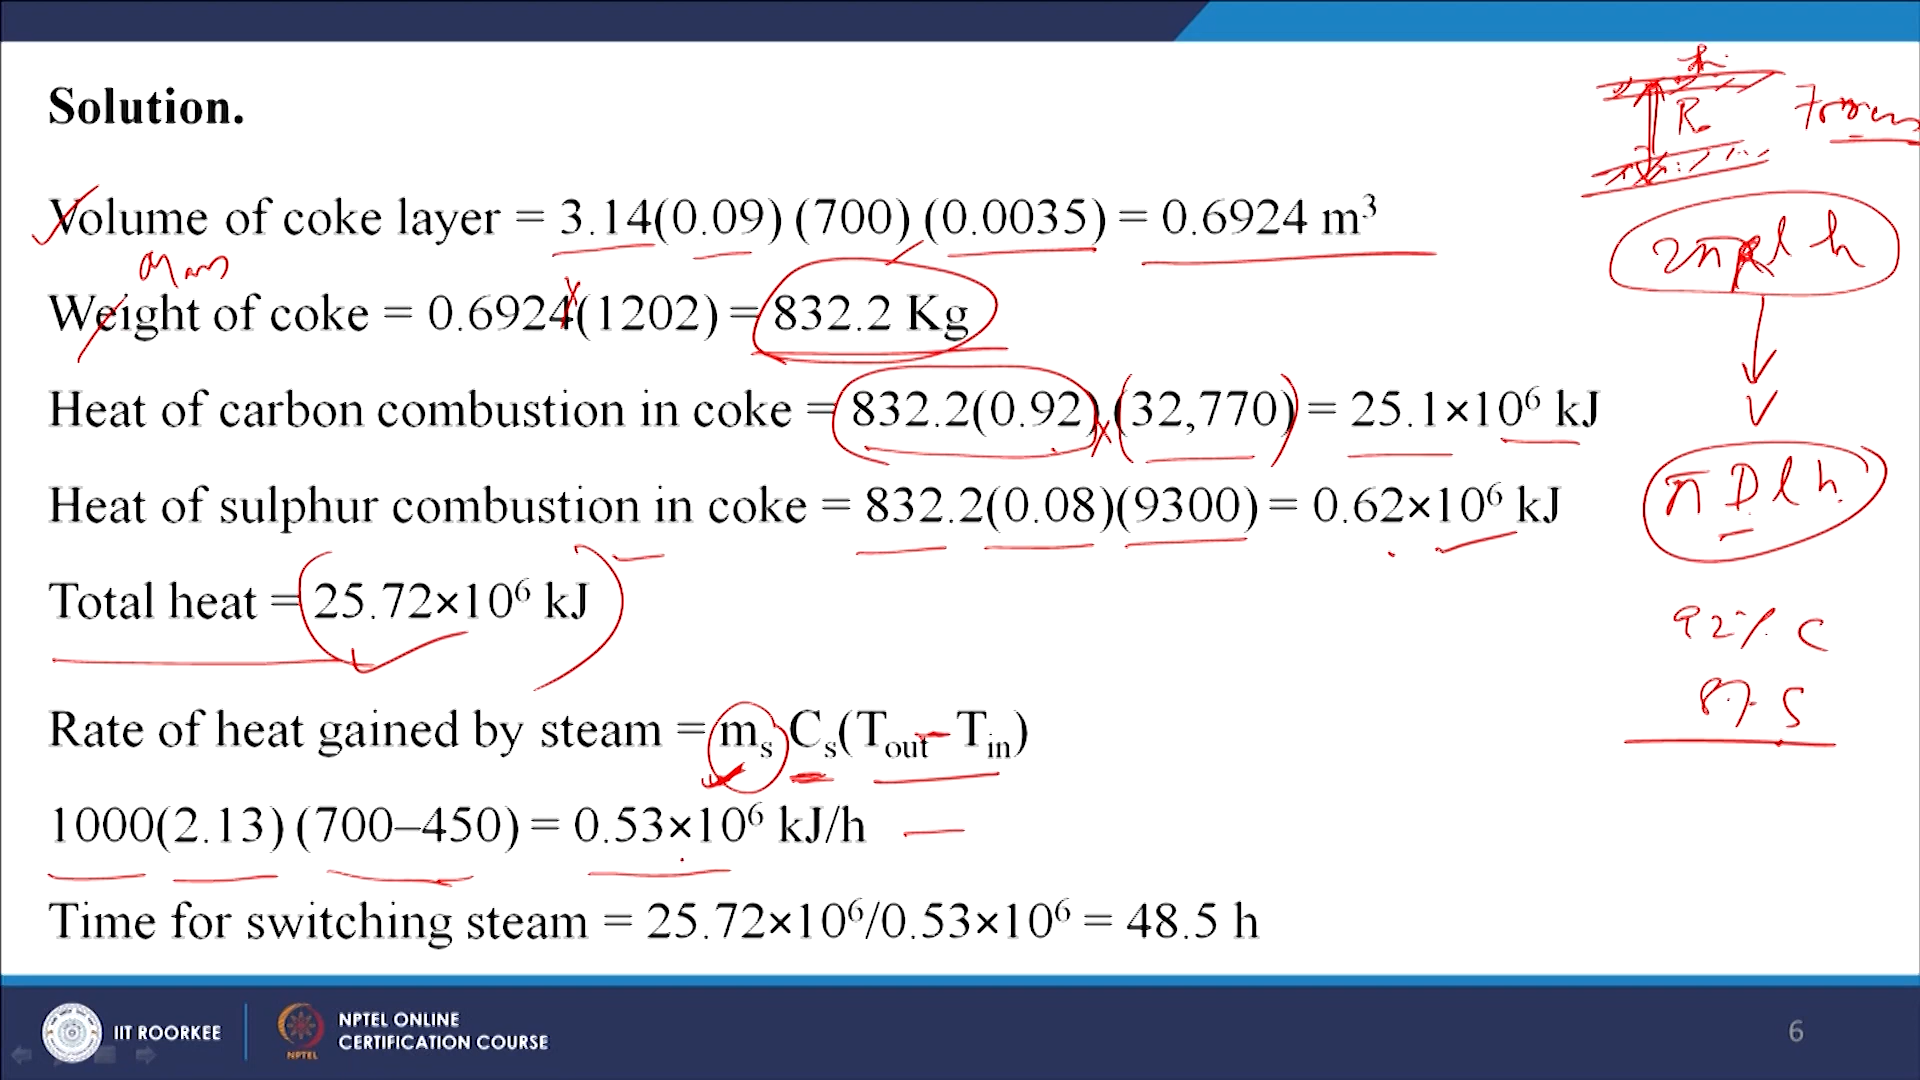 Solution.
Volume of coke layer = 3.14(0.09) (700) (0.0035) = 0.6924 m³
Mass
Weight of coke = 0.6924(1202) = 832.2 Kg
Heat of carbon combustion in coke = 832.2(0.92) (32,770) = 25.1×10⁶ kJ
Heat of sulphur combustion in coke = 832.2(0.08)(9300) = 0.62×10⁶ kJ
Total heat = 25.72×10⁶ kJ
Rate of heat gained by steam = mₛ Cₛ(Tout – Tin)
1000(2.13) (700–450) = 0.53×10⁶ kJ/h
Time for switching steam = 25.72×10⁶/0.53×10⁶ = 48.5 h
h
R
2πRl h
V
π D l h
92% C
8% S
IIT ROORKEE
NPTEL
NPTEL ONLINE
CERTIFICATION COURSE
6